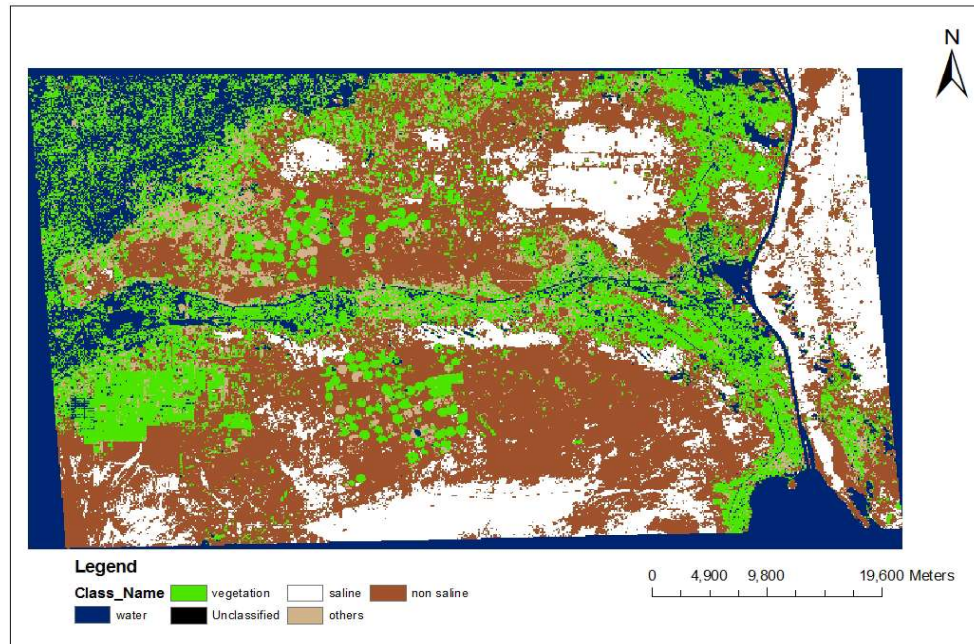 N
Legend
Class_Name vegetation saline non saline
water Unclassified others
0 4,900 9,800 19,600 Meters